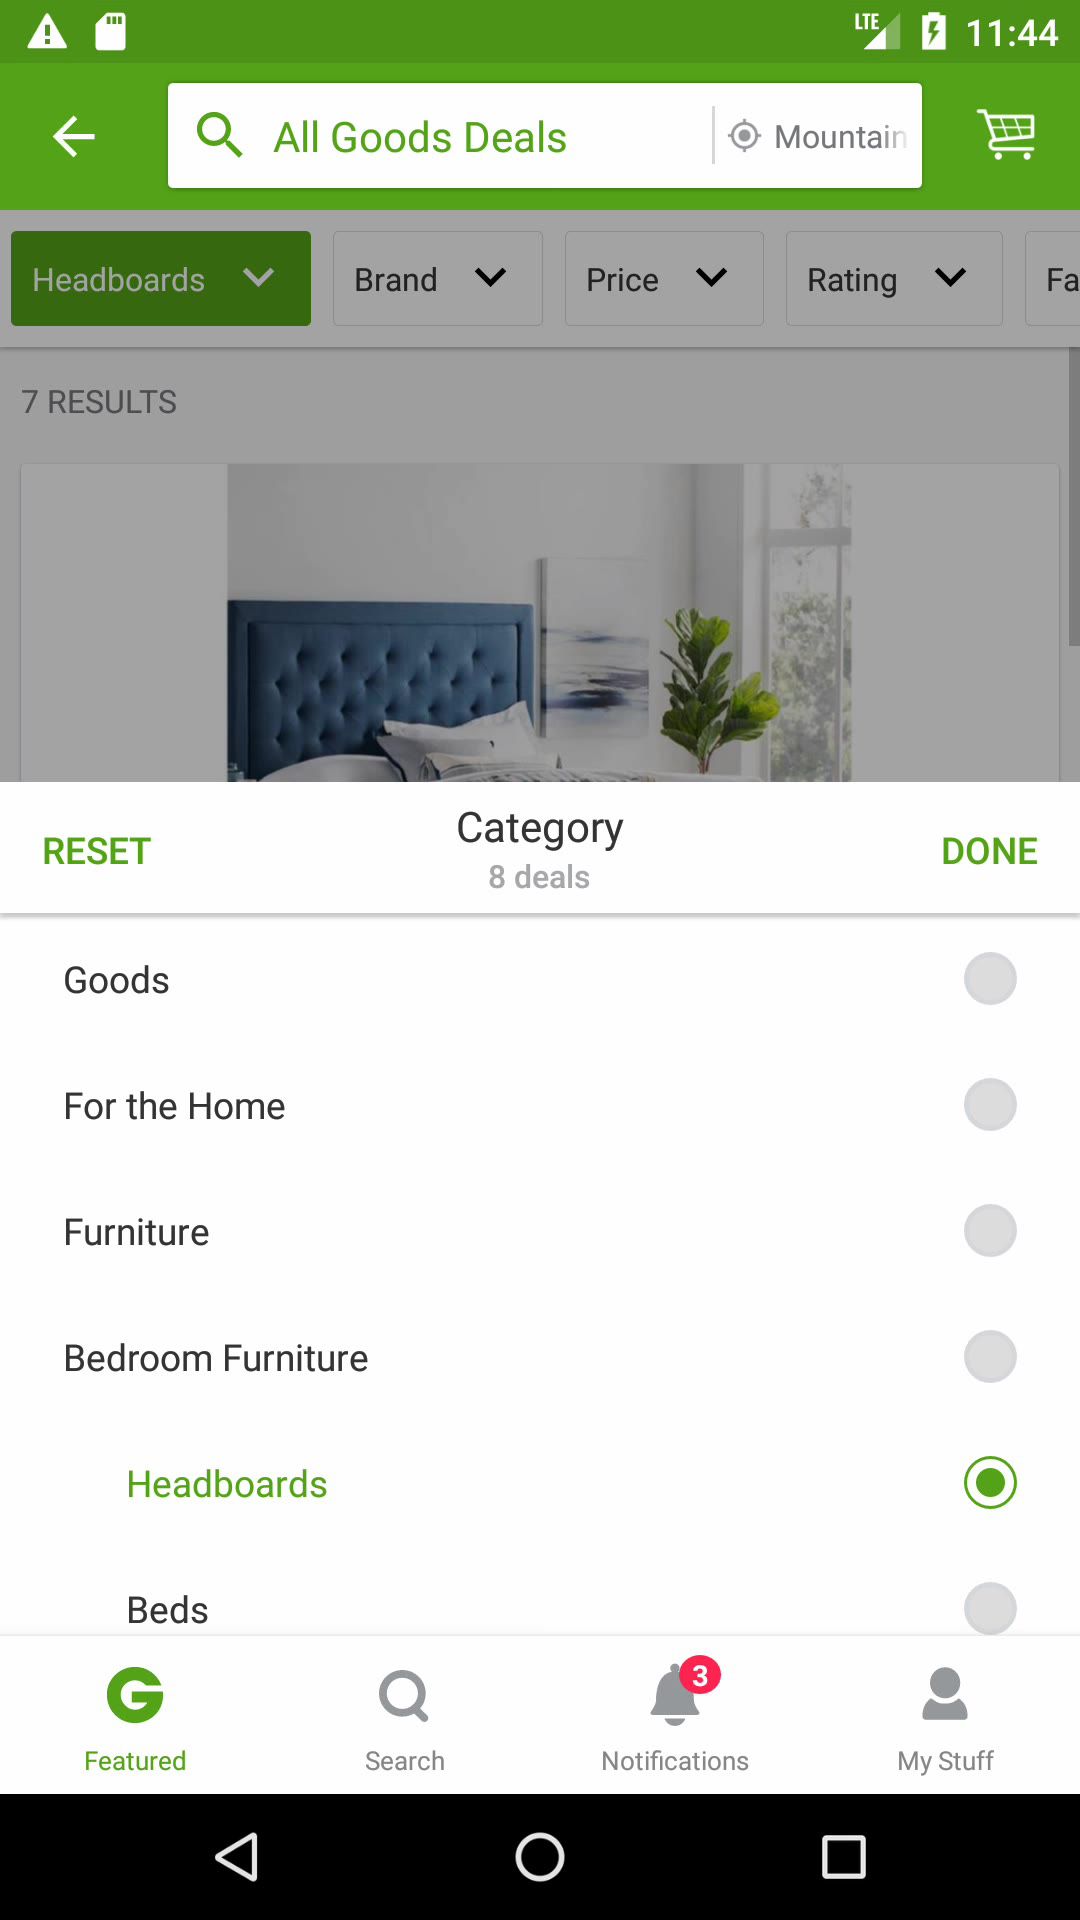 LTE 11:44
All Goods Deals Mountain
Headboards Brand Price Rating Fa
7 RESULTS
RESET Category DONE
8 deals
Goods
For the Home
Furniture
Bedroom Furniture
Headboards
Beds
3
Featured Search Notifications My Stuff